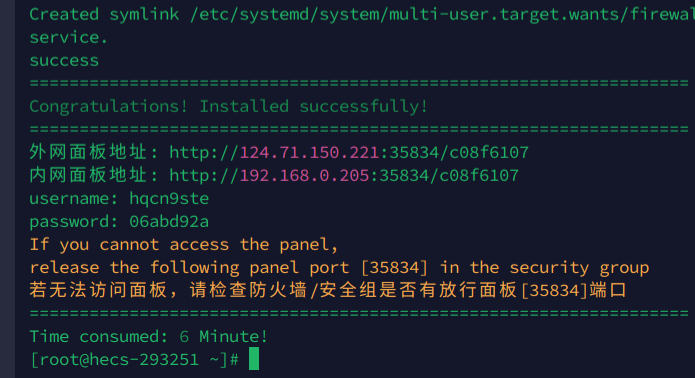 Created symlink /etc/systemd/system/multi-user.target.wants/firewal
service.
success
==================================================================
Congratulations! Installed successfully!
==================================================================
外网面板地址: http://124.71.150.221:35834/c08f6107
内网面板地址: http://192.168.0.205:35834/c08f6107
username: hqcn9ste
password: 06abd92a
If you cannot access the panel,
release the following panel port [35834] in the security group
若无法访问面板，请检查防火墙/安全组是否有放行面板[35834]端口
==================================================================
Time consumed: 6 Minute!
[root@hecs-293251 ~]#